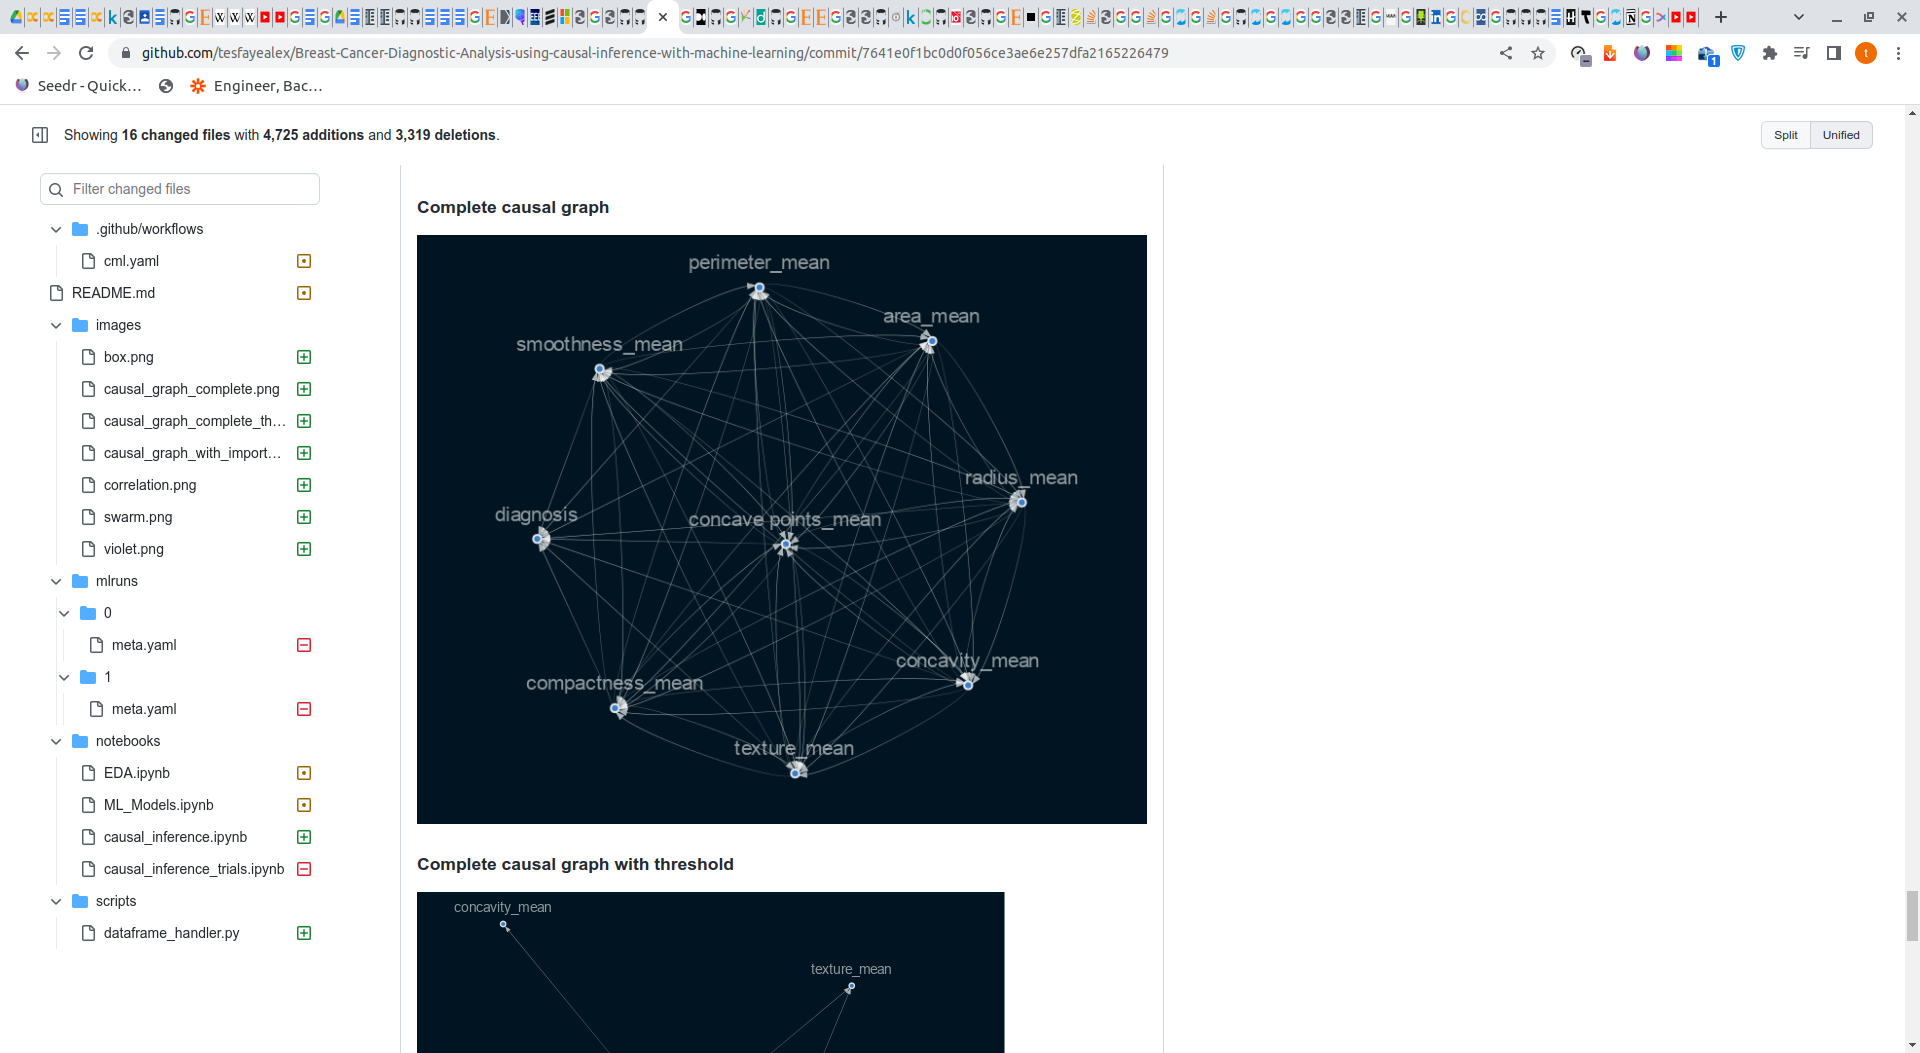 github.com/tesfayealex/Breast-Cancer-Diagnostic-Analysis-using-causal-inference-with-machine-learning/commit/7641e0f1bc0d0f056ce3ae6e257dfa2165226479
Seedr - Quick…
Engineer, Bac…
Showing 16 changed files with 4,725 additions and 3,319 deletions.
Split
Unified
Filter changed files
.github/workflows
cml.yaml
README.md
images
box.png
causal_graph_complete.png
causal_graph_complete_th…
causal_graph_with_import…
correlation.png
swarm.png
violet.png
mlruns
0
meta.yaml
1
meta.yaml
notebooks
EDA.ipynb
ML_Models.ipynb
causal_inference.ipynb
causal_inference_trials.ipynb
scripts
dataframe_handler.py
Complete causal graph
perimeter_mean
area_mean
smoothness_mean
radius_mean
diagnosis
concave points_mean
concavity_mean
compactness_mean
texture_mean
Complete causal graph with threshold
concavity_mean
texture_mean